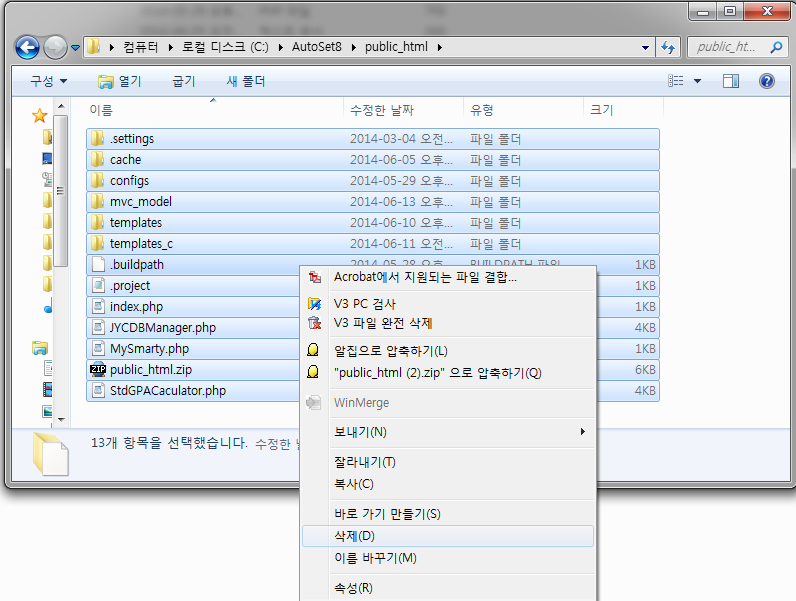 컴퓨터 ▸ 로컬 디스크 (C:) ▸ AutoSet8 ▸ public_html ▸
public_ht...
구성 열기 굽기 새 폴더
이름 수정한 날짜 유형 크기
.settings 2014-03-04 오전... 파일 폴더
cache 2014-06-05 오후... 파일 폴더
configs 2014-05-29 오후... 파일 폴더
mvc_model 2014-06-13 오후... 파일 폴더
templates 2014-06-10 오후... 파일 폴더
templates_c 2014-06-11 오전... 파일 폴더
.buildpath 2014-05-28 오후... BUILDPATH 파일 1KB
.project 1KB
index.php 1KB
JYCDBManager.php 4KB
MySmarty.php 1KB
ZIP public_html.zip 6KB
StdGPACaculator.php 4KB
13개 항목을 선택했습니다. 수정한
Acrobat에서 지원되는 파일 결합...
V3 PC 검사
V3 파일 완전 삭제
알집으로 압축하기(L)
"public_html (2).zip" 으로 압축하기(Q)
WinMerge
보내기(N)
잘라내기(T)
복사(C)
바로 가기 만들기(S)
삭제(D)
이름 바꾸기(M)
속성(R)